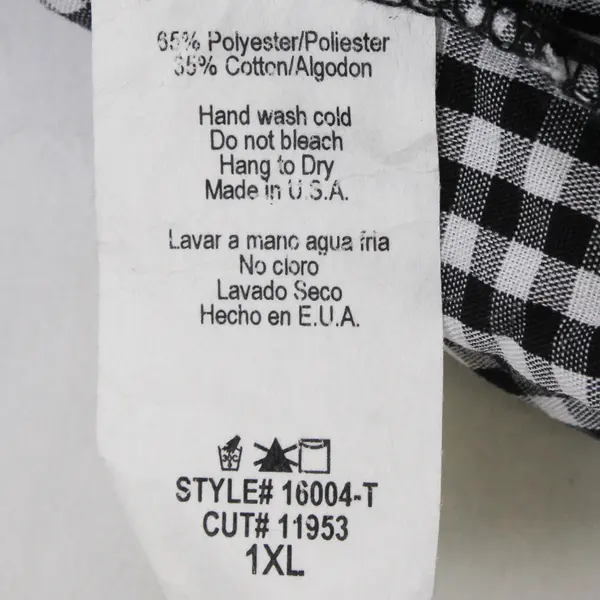 65% Polyester/Poliester
35% Cotton/Algodon
Hand wash cold
Do not bleach
Hang to Dry
Made in U.S.A.
Lavar a mano agua fria
No cloro
Lavado Seco
Hecho en E.U.A.
30C
STYLE# 16004-T
CUT# 11953
1XL